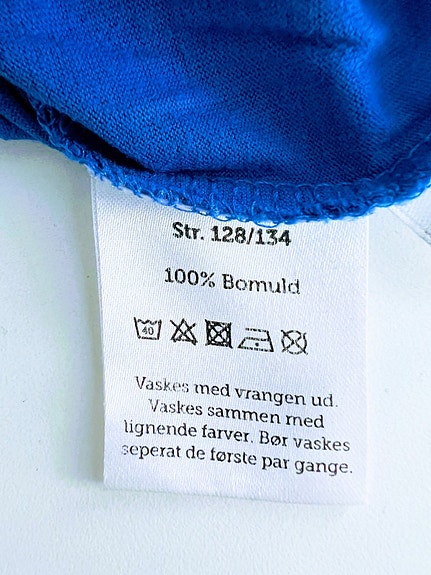 Str. 128/134
100% Bomuld
40
Vaskes med vrangen ud.
Vaskes sammen med
lignende farver. Bør vaskes
seperat de første par gange.